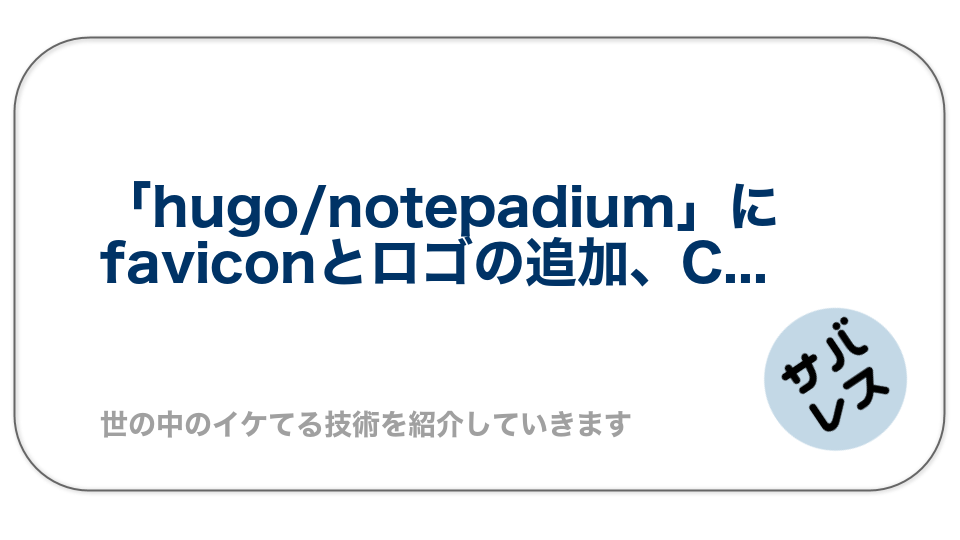 「hugo/notepadium」に
faviconとロゴの追加、C...
世の中のイケてる技術を紹介していきます
サバ
レス